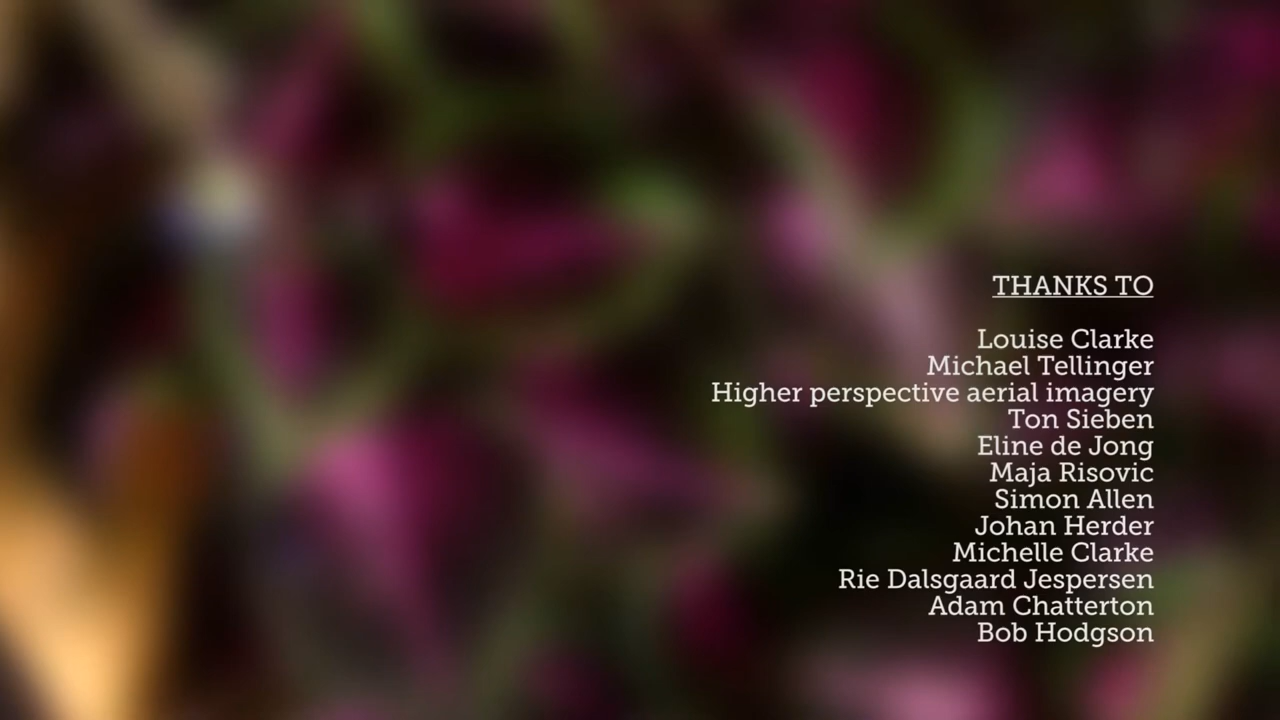 THANKS TO
Louise Clarke
Michael Tellinger
Higher perspective aerial imagery
Ton Sieben
Eline de Jong
Maja Risovic
Simon Allen
Johan Herder
Michelle Clarke
Rie Dalsgaard Jespersen
Adam Chatterton
Bob Hodgson